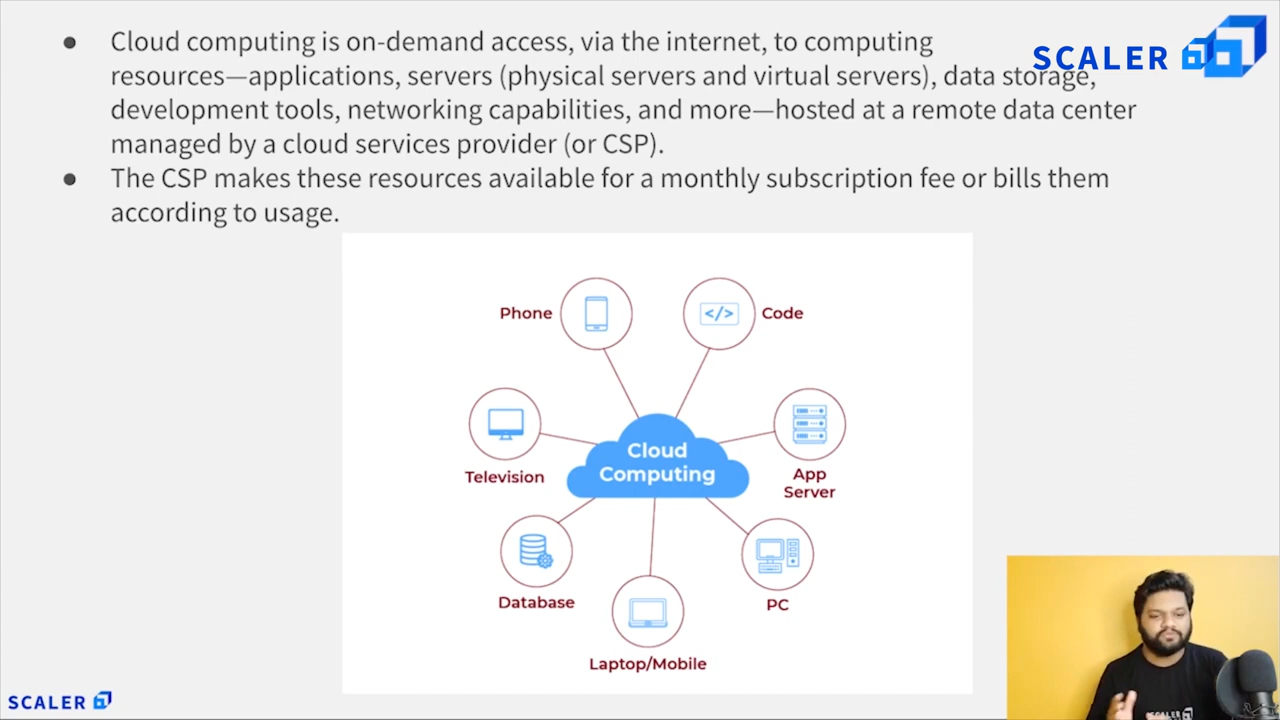 ● Cloud computing is on-demand access, via the internet, to computing
resources—applications, servers (physical servers and virtual servers), data storage,
development tools, networking capabilities, and more—hosted at a remote data center
managed by a cloud services provider (or CSP).
● The CSP makes these resources available for a monthly subscription fee or bills them
according to usage.
SCALER
Phone
</>
Code
Television
Cloud
Computing
App
Server
Database
PC
Laptop/Mobile
SCALER
SCALER